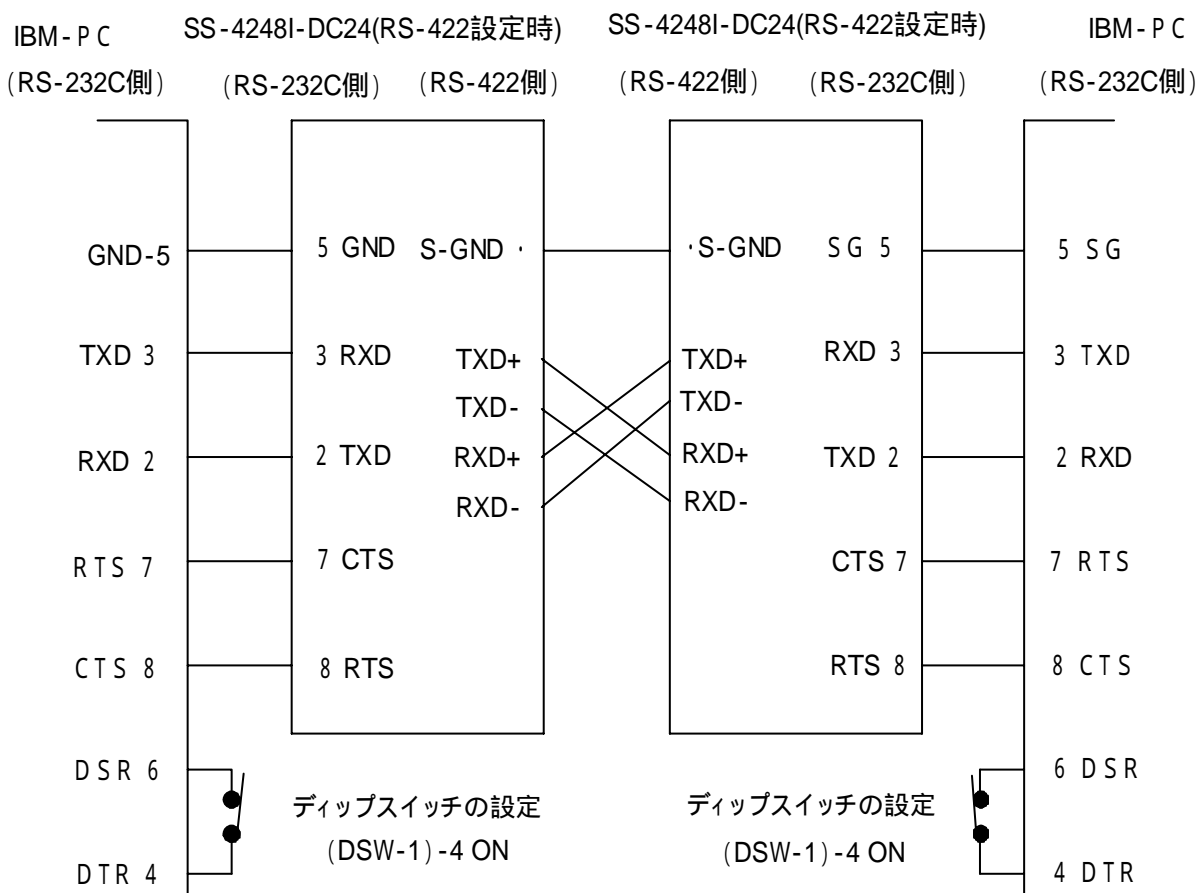 IBM-PC SS-4248I-DC24(RS-422設定時) SS-4248I-DC24(RS-422設定時) IBM-PC
(RS-232C側) (RS-232C側) (RS-422側) (RS-422側) (RS-232C側) (RS-232C側)
GND-5 5 GND S-GND ・ ・S-GND SG 5 5 SG
TXD 3 3 RXD TXD+ TXD+ RXD 3 3 TXD
TXD- TXD-
RXD 2 2 TXD RXD+ RXD+ TXD 2 2 RXD
RXD- RXD-
RTS 7 7 CTS CTS 7 7 RTS
CTS 8 8 RTS RTS 8 8 CTS
DSR 6 6 DSR
ディップスイッチの設定 ディップスイッチの設定
(DSW-1)-4 ON (DSW-1)-4 ON
DTR 4 4 DTR